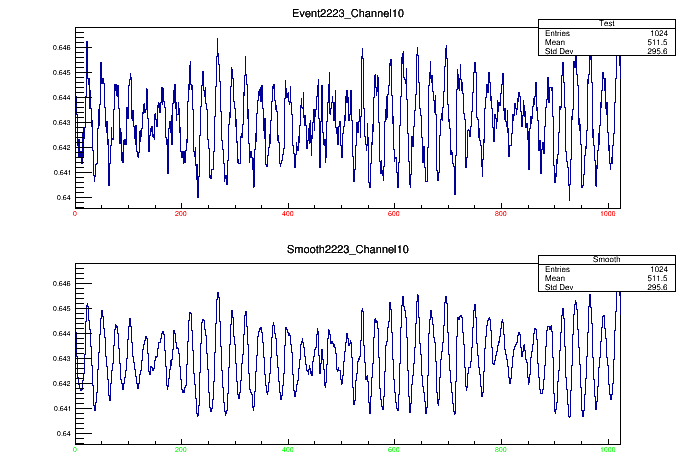 Event2223_Channel10
Test
Entries 1024
Mean 511.5
Std Dev 295.6
0.646
0.645
0.644
0.643
0.642
0.641
0.64
0 200 400 600 800 1000
Smooth2223_Channel10
Smooth
Entries 1024
Mean 511.5
Std Dev 295.6
0.646
0.645
0.644
0.643
0.642
0.641
0.64
0 200 400 600 800 1000